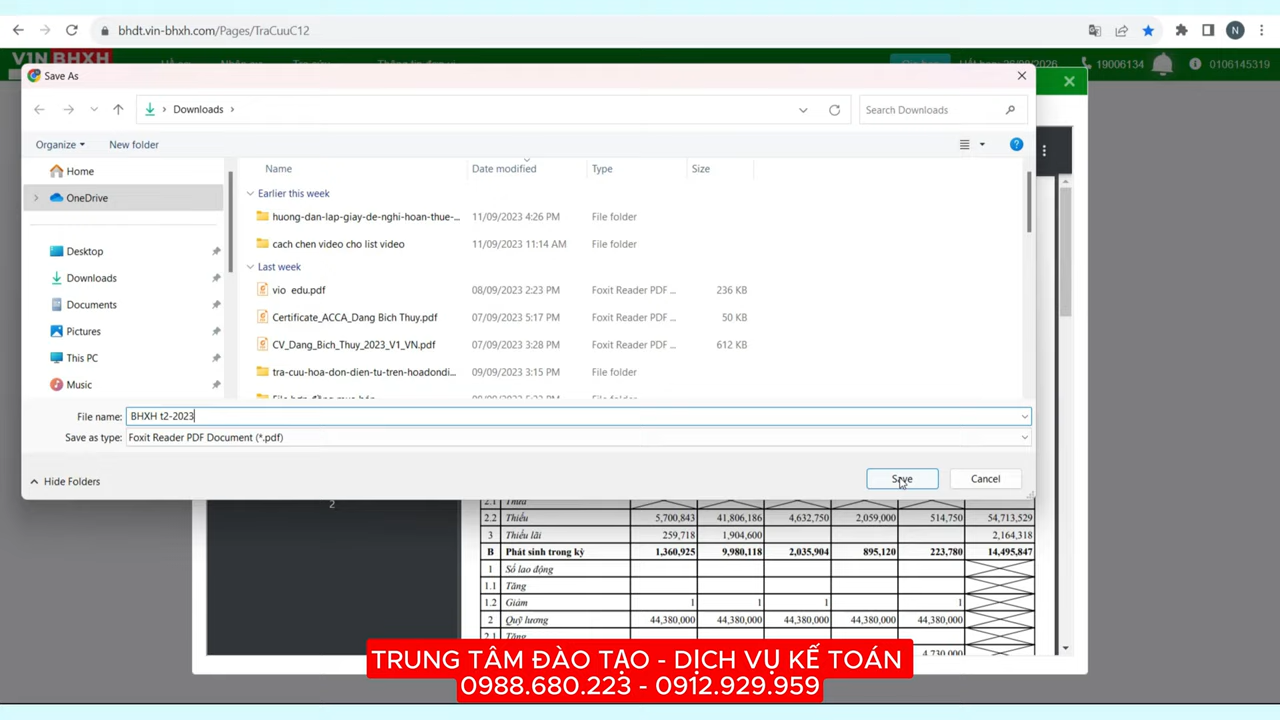 bhdt.vin-bhxh.com/Pages/TraCuuC12
N
VIN BHXH
19006134
0106145319
Save As
Downloads
Search Downloads
Organize
New folder
Home
OneDrive
Desktop
Downloads
Documents
Pictures
This PC
Music
Name Date modified Type Size
Earlier this week
huong-dan-lap-giay-de-nghi-hoan-thue-... 11/09/2023 4:26 PM File folder
cach chen video cho list video 11/09/2023 11:14 AM File folder
Last week
vio edu.pdf 08/09/2023 2:23 PM Foxit Reader PDF ... 236 KB
Certificate_ACCA_Dang Bich Thuy.pdf 07/09/2023 5:17 PM Foxit Reader PDF ... 50 KB
CV_Dang_Bich_Thuy_2023_V1_VN.pdf 07/09/2023 3:28 PM Foxit Reader PDF ... 612 KB
tra-cuu-hoa-don-dien-tu-tren-hoadondi... 09/09/2023 3:15 PM File folder
File name: BHXH t2-2023
Save as type: Foxit Reader PDF Document (*.pdf)
Hide Folders
Save
Cancel
2
2.1 Thừa
2.2 Thiếu 5,700,843 41,806,186 4,632,750 2,059,000 514,750 54,713,529
3 Thiếu lãi 259,718 1,904,600 2,164,318
B Phát sinh trong kỳ 1,360,925 9,980,118 2,035,904 895,120 223,780 14,495,847
1 Số lao động
1.1 Tăng
1.2 Giảm 1 1 1 1
2 Quỹ lương 44,380,000 44,380,000 44,380,000 44,380,000 44,380,000
2.1 Tăng
4,730,000
TRUNG TÂM ĐÀO TẠO - DỊCH VỤ KẾ TOÁN
0988.680.223 - 0912.929.959